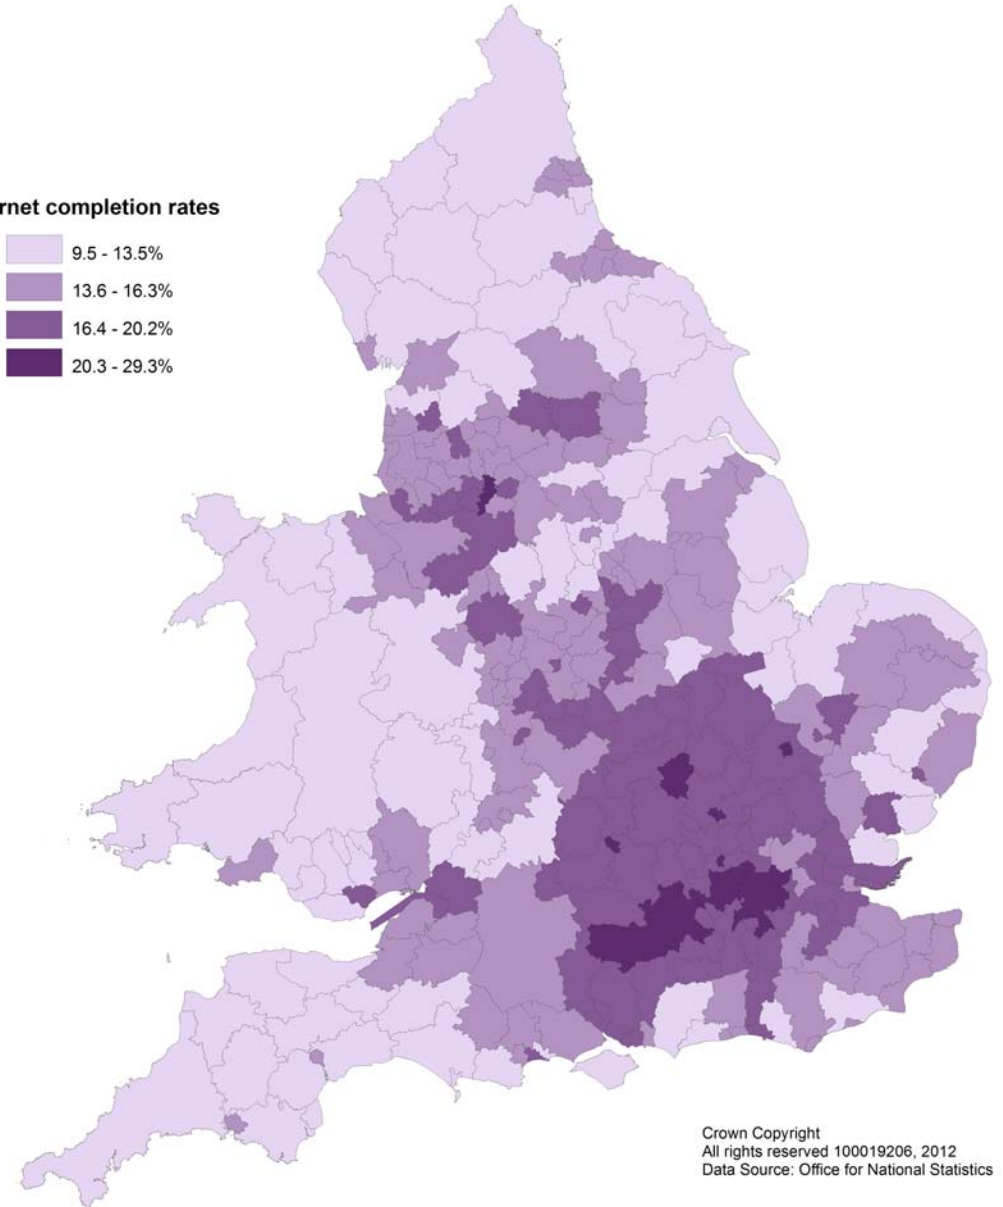 rnet completion rates
9.5 - 13.5%
13.6 - 16.3%
16.4 - 20.2%
20.3 - 29.3%
Crown Copyright
All rights reserved 100019206, 2012
Data Source: Office for National Statistics